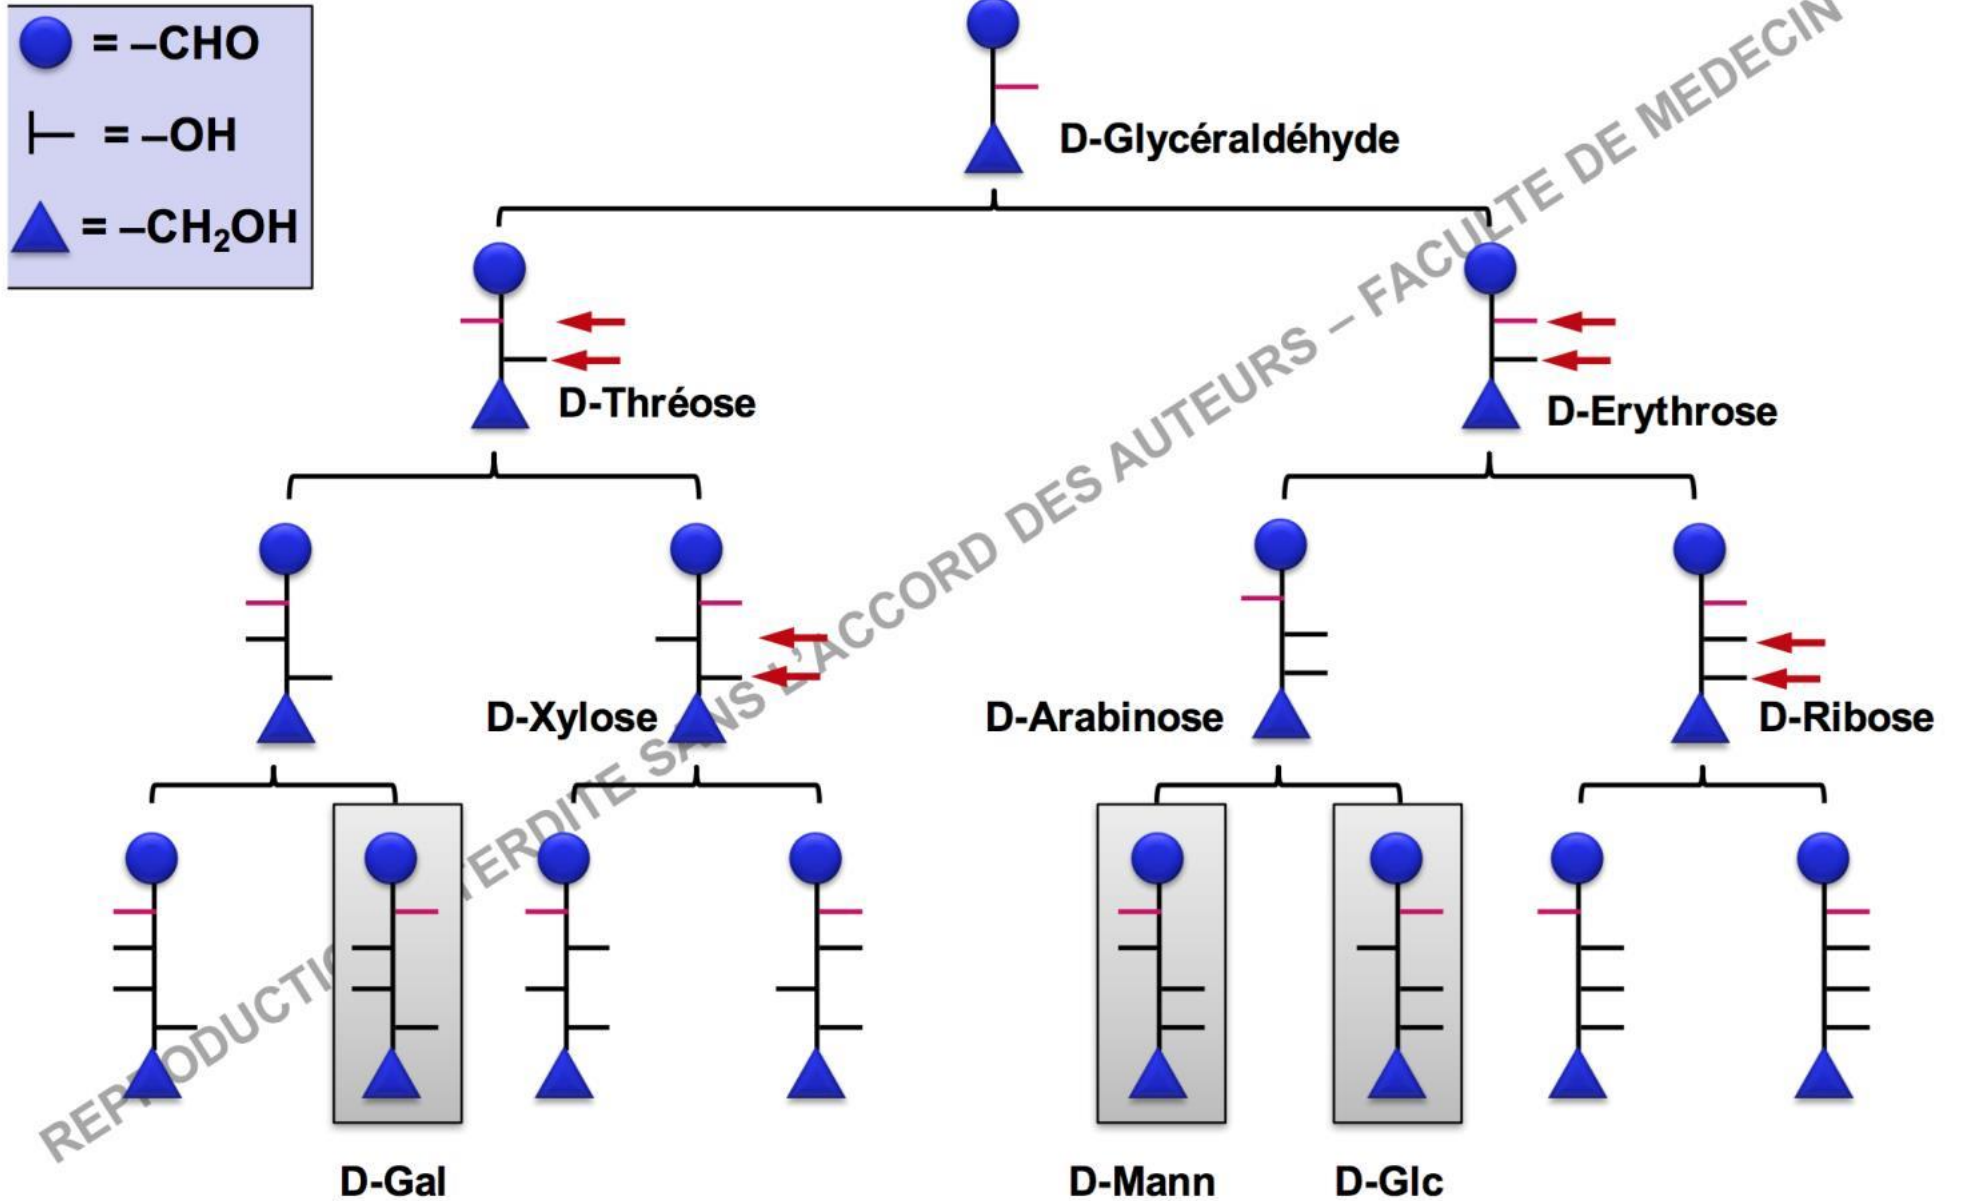 = –CHO
= –OH
= –CH₂OH
D-Glycéraldéhyde
D-Thréose
D-Erythrose
D-Xylose
D-Arabinose
D-Ribose
D-Gal
D-Mann
D-Glc
REPRODUCTION INTERDITE SANS L'ACCORD DES AUTEURS – FACULTE DE MEDECIN